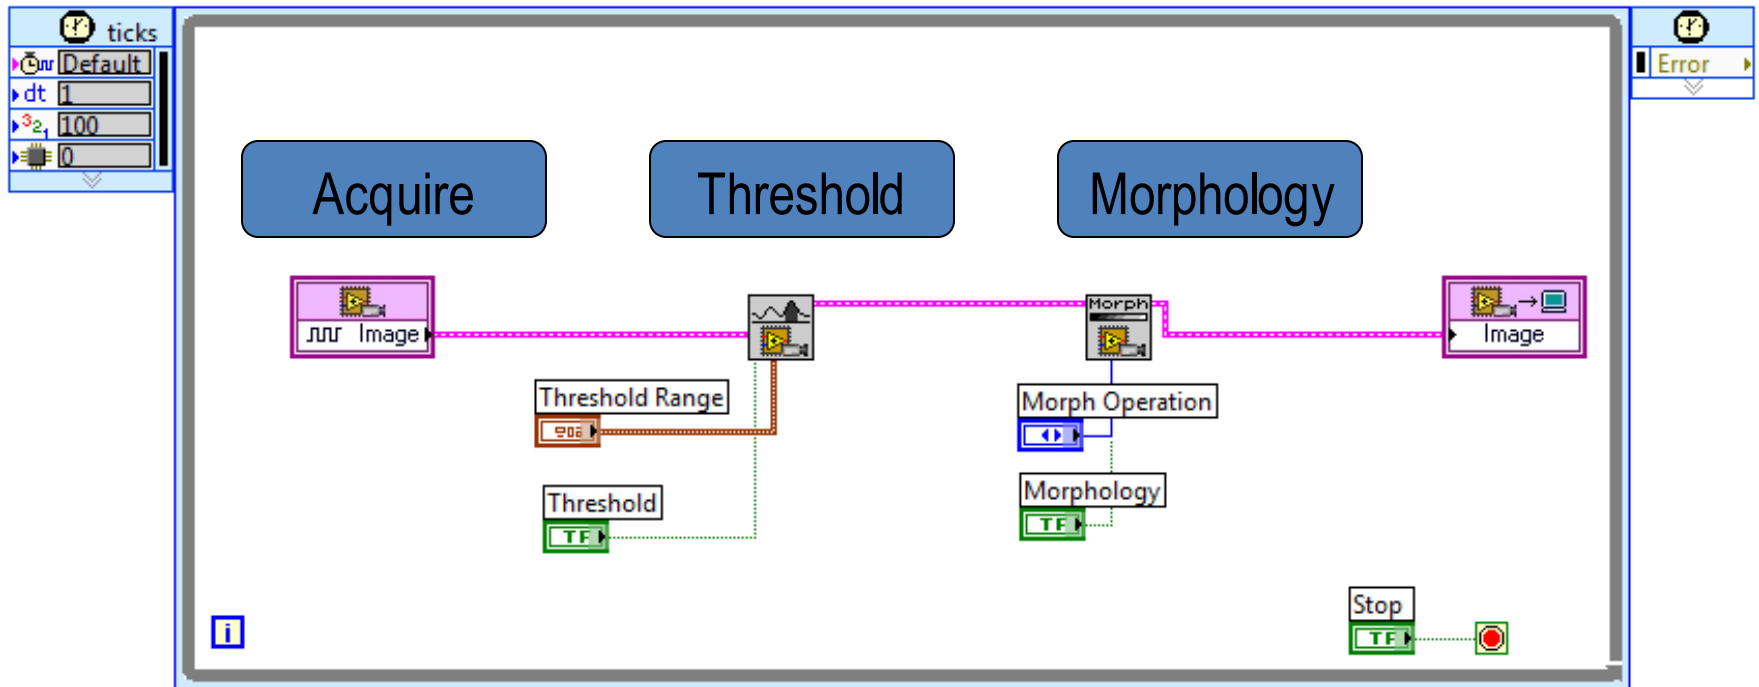 ticks
Default
dt 1
321 100
0
Error
Acquire
Threshold
Morphology
Image
Morph
Image
Threshold Range
Morph Operation
Threshold
TF
Morphology
TF
Stop
TF
i